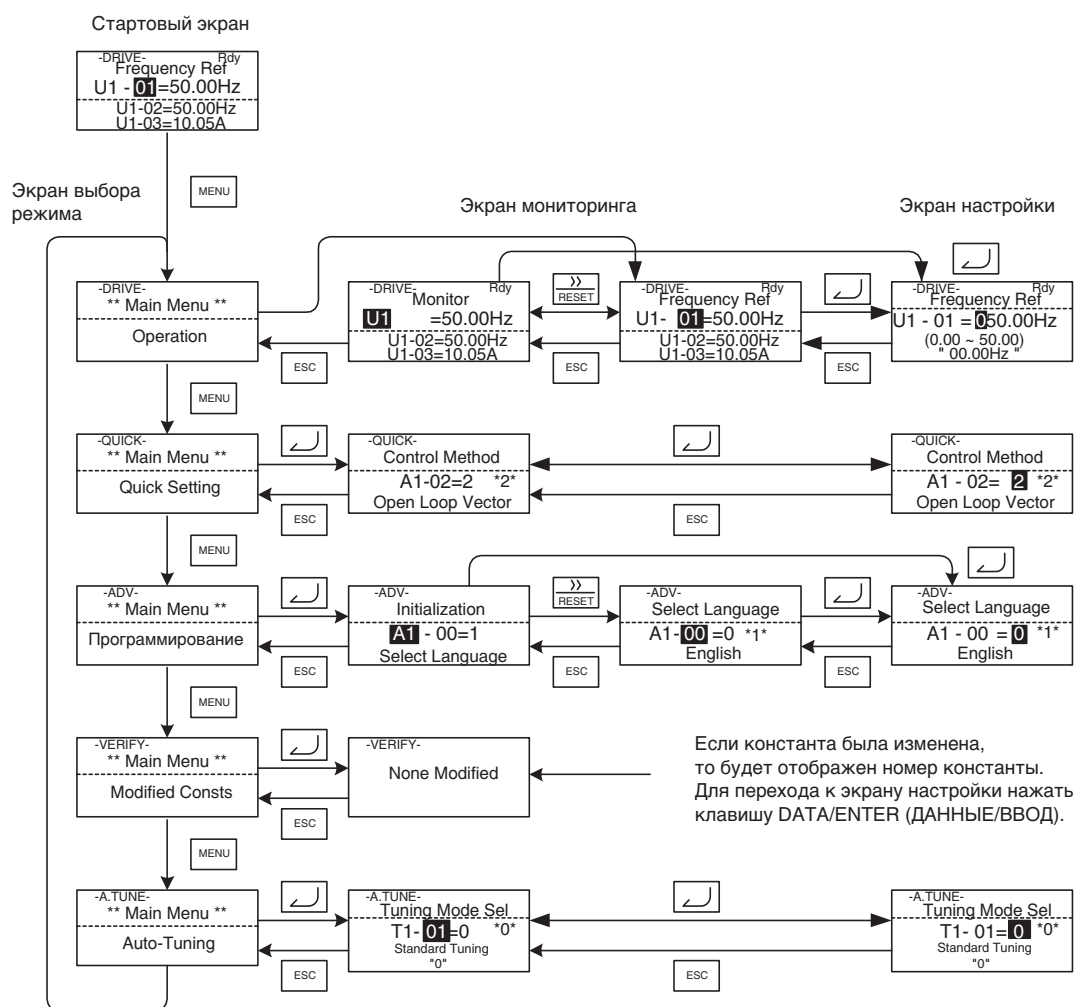 Стартовый экран
-DRIVE- Rdy
Frequency Ref
U1 - 01=50.00Hz
U1-02=50.00Hz
U1-03=10.05A
Экран выбора
режима
MENU
Экран мониторинга
Экран настройки
-DRIVE-
** Main Menu **
Operation
-DRIVE- Rdy
Monitor
U1 =50.00Hz
U1-02=50.00Hz
U1-03=10.05A
>>
RESET
-DRIVE- Rdy
Frequency Ref
U1- 01=50.00Hz
U1-02=50.00Hz
U1-03=10.05A
-DRIVE- Rdy
Frequency Ref
U1 - 01 = 050.00Hz
(0.00 ~ 50.00)
" 00.00Hz "
ESC
ESC
ESC
MENU
-QUICK-
** Main Menu **
Quick Setting
-QUICK-
Control Method
A1-02=2 *2*
Open Loop Vector
-QUICK-
Control Method
A1 - 02= 2 *2*
Open Loop Vector
ESC
ESC
MENU
-ADV-
** Main Menu **
Программирование
-ADV-
Initialization
A1 - 00=1
Select Language
>>
RESET
-ADV-
Select Language
A1- 00 =0 *1*
English
-ADV-
Select Language
A1 - 00 = 0 *1*
English
ESC
ESC
ESC
MENU
-VERIFY-
** Main Menu **
Modified Consts
-VERIFY-
None Modified
Если константа была изменена,
то будет отображен номер константы.
Для перехода к экрану настройки нажать
клавишу DATA/ENTER (ДАННЫЕ/ВВОД).
ESC
MENU
-A.TUNE-
** Main Menu **
Auto-Tuning
-A.TUNE-
Tuning Mode Sel
T1- 01=0 *0*
Standard Tuning
"0"
-A.TUNE-
Tuning Mode Sel
T1- 01= 0 *0*
Standard Tuning
"0"
ESC
ESC